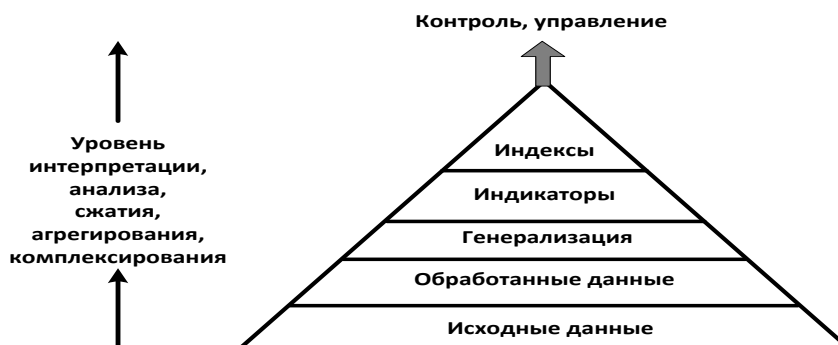 Контроль, управление
Уровень
интерпретации,
анализа,
сжатия,
агрегирования,
комплексирования
Индексы
Индикаторы
Генерализация
Обработанные данные
Исходные данные